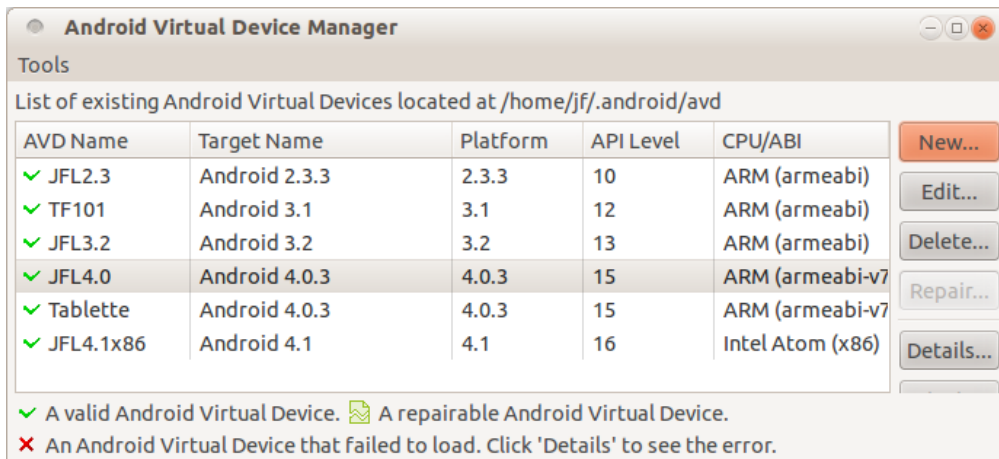 Android Virtual Device Manager
Tools
List of existing Android Virtual Devices located at /home/jf/.android/avd
AVD Name Target Name Platform API Level CPU/ABI
JFL2.3 Android 2.3.3 2.3.3 10 ARM (armeabi)
TF101 Android 3.1 3.1 12 ARM (armeabi)
JFL3.2 Android 3.2 3.2 13 ARM (armeabi)
JFL4.0 Android 4.0.3 4.0.3 15 ARM (armeabi-v7
Tablette Android 4.0.3 4.0.3 15 ARM (armeabi-v7
JFL4.1x86 Android 4.1 4.1 16 Intel Atom (x86)
New...
Edit...
Delete...
Repair...
Details...
A valid Android Virtual Device. A repairable Android Virtual Device.
An Android Virtual Device that failed to load. Click 'Details' to see the error.